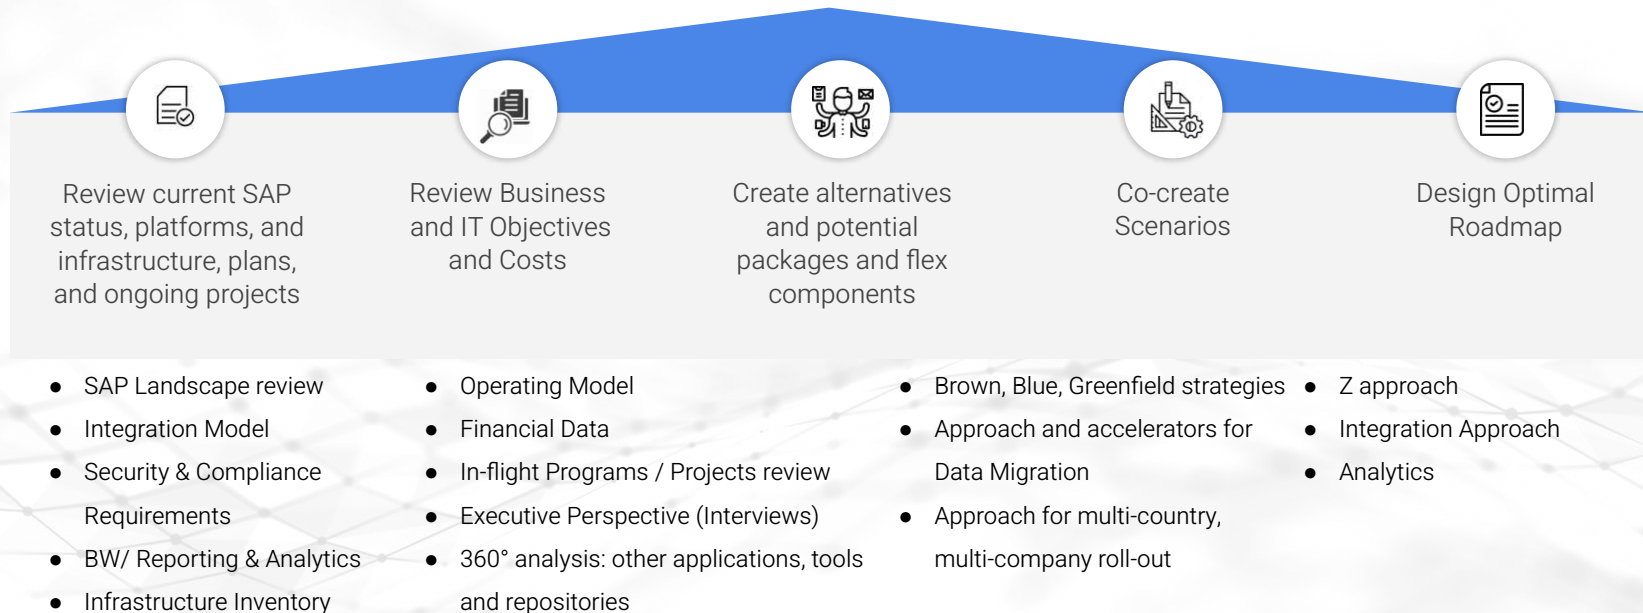 Review current SAP
status, platforms, and
infrastructure, plans,
and ongoing projects
Review Business
and IT Objectives
and Costs
Create alternatives
and potential
packages and flex
components
Co-create
Scenarios
Design Optimal
Roadmap
● SAP Landscape review
● Integration Model
● Security & Compliance
Requirements
● BW/ Reporting & Analytics
● Infrastructure Inventory
● Operating Model
● Financial Data
● In-flight Programs / Projects review
● Executive Perspective (Interviews)
● 360° analysis: other applications, tools
and repositories
● Brown, Blue, Greenfield strategies
● Approach and accelerators for
Data Migration
● Approach for multi-country,
multi-company roll-out
● Z approach
● Integration Approach
● Analytics